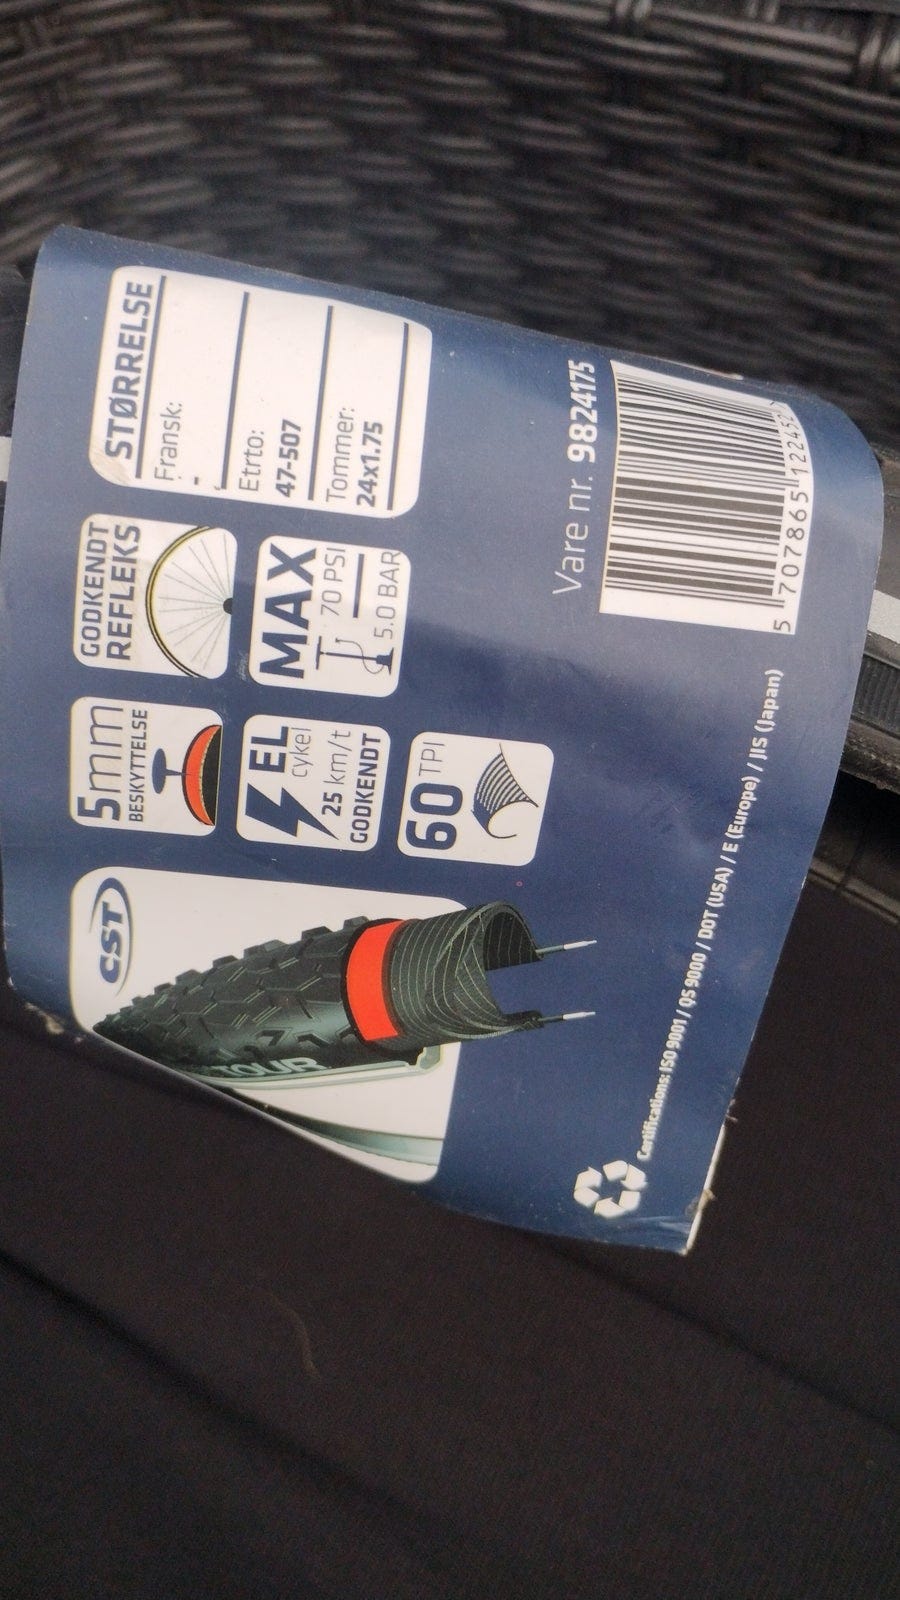 STØRRELSE
Fransk:
Etrto:
47-507
Tommer:
24x1.75
GODKENDT
REFLEKS
MAX
70 PSI
5.0 BAR
5mm
BESKYTTELSE
EL
cykel
25 km/t
GODKENDT
60 TPI
CST
TOUR
Vare nr. 9824175
5 707865 12245
Certifications: ISO 9001 / QS 9000 / DOT (USA) / E (Europe) / JIS (Japan)